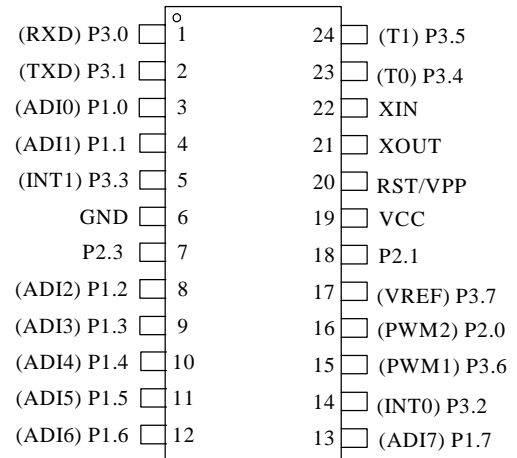 (RXD) P3.0 1 24 (T1) P3.5
(TXD) P3.1 2 23 (T0) P3.4
(ADI0) P1.0 3 22 XIN
(ADI1) P1.1 4 21 XOUT
(INT1) P3.3 5 20 RST/VPP
GND 6 19 VCC
P2.3 7 18 P2.1
(ADI2) P1.2 8 17 (VREF) P3.7
(ADI3) P1.3 9 16 (PWM2) P2.0
(ADI4) P1.4 10 15 (PWM1) P3.6
(ADI5) P1.5 11 14 (INT0) P3.2
(ADI6) P1.6 12 13 (ADI7) P1.7